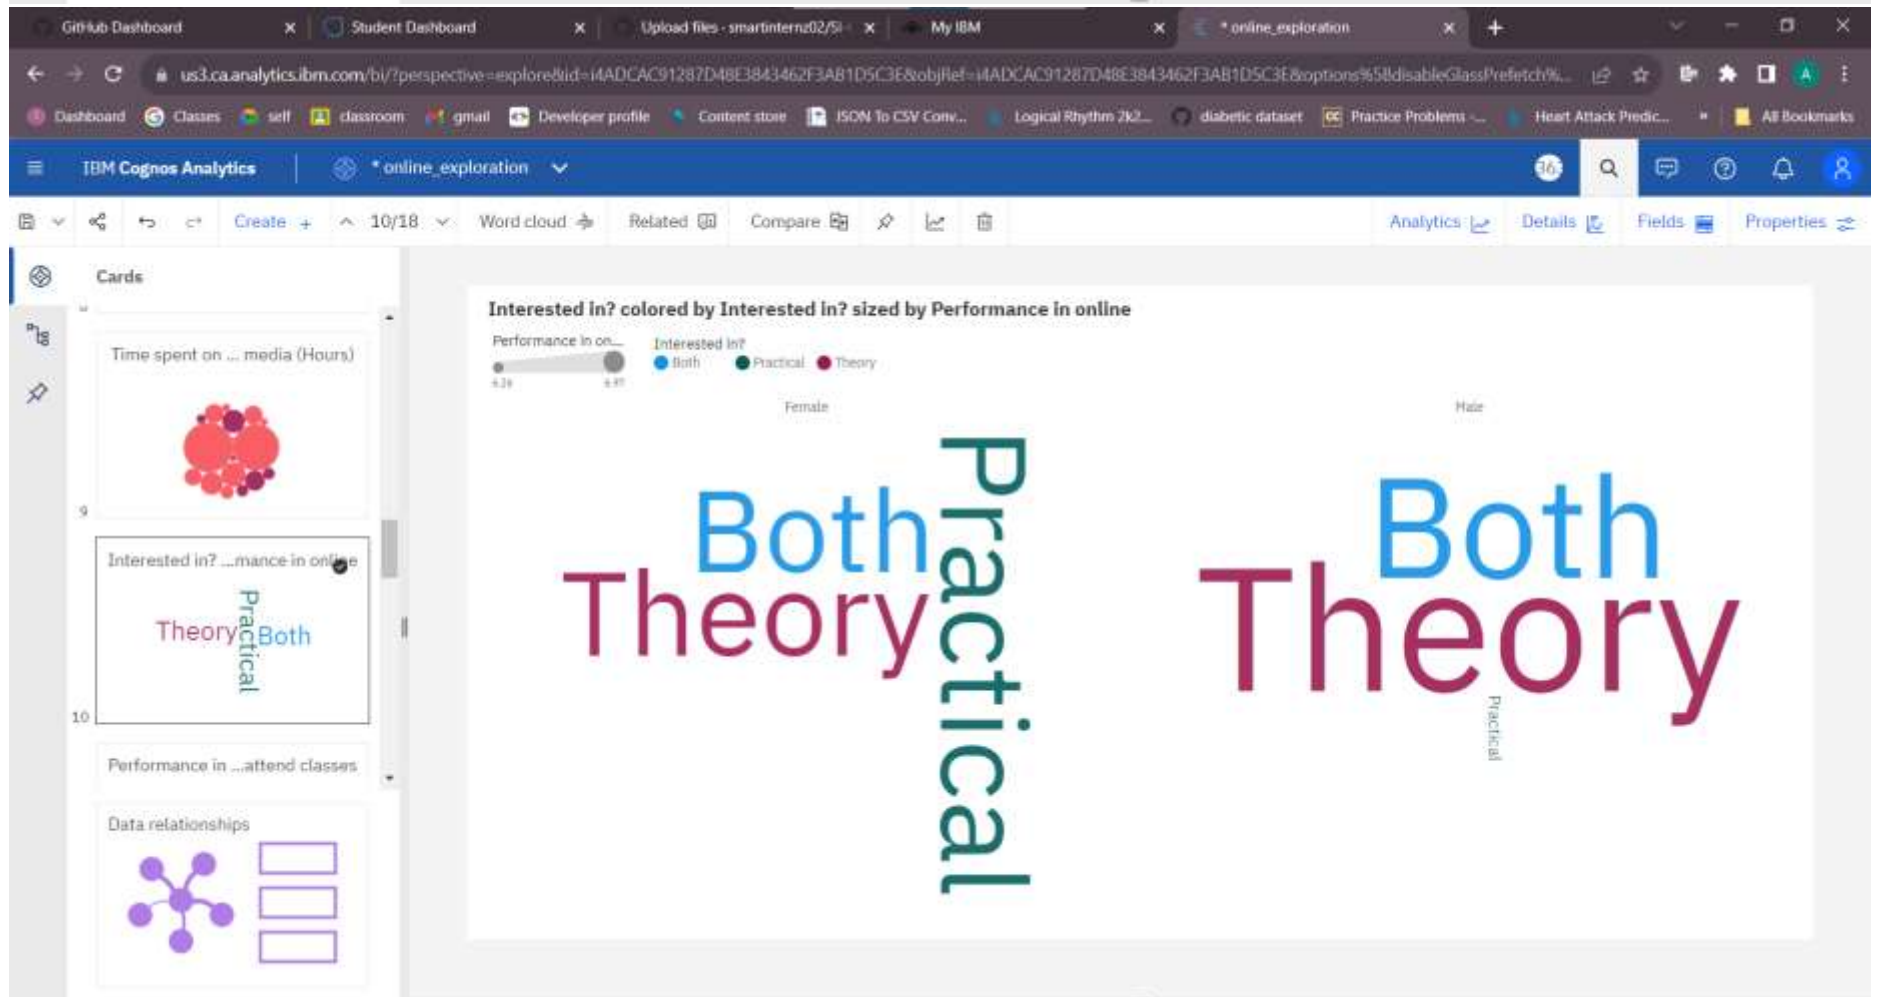 GitHub Dashboard Student Dashboard Upload files - smartinternz02/SI My IBM * online_exploration
us3.ca.analytics.ibm.com/bi/?perspective=explore&id=i4ADCAC91287D48E3843462F3AB1D5C3E&objRef=i4ADCAC91287D48E3843462F3AB1D5C3E&options%5BdisableGlassPrefetch%... A
Dashboard Classes self classroom gmail Developer profile Content store JSON To CSV Conv... Logical Rhythm 2k2... diabetic dataset CC Practice Problems -... Heart Attack Predic... » All Bookmarks
IBM Cognos Analytics * online_exploration
Create + 10/18 Word cloud Related Compare Analytics Details Fields Properties
Cards
Time spent on ... media (Hours)
9
Interested in? ...mance in online
Theory Practical Both
10
Performance in ...attend classes
Data relationships
Interested in? colored by Interested in? sized by Performance in online
Performance in on... Interested in?
Both Practical Theory
Female Male
Both
Theory
Practical
Both
Theory
Practical